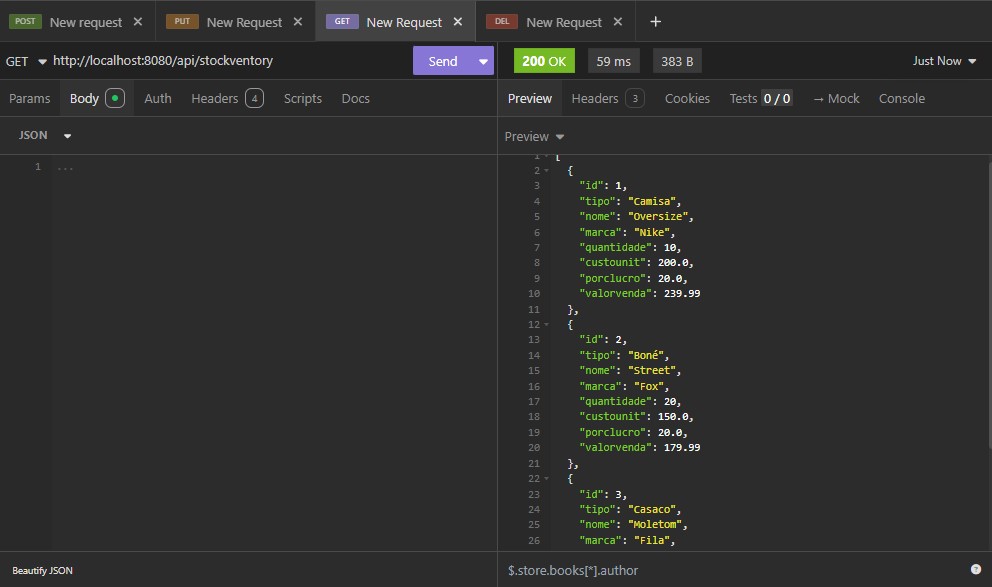 POST New request × PUT New Request × GET New Request × DEL New Request × +
GET http://localhost:8080/api/stockventory Send 200 OK 59 ms 383 B Just Now
Params Body Auth Headers 4 Scripts Docs Preview Headers 3 Cookies Tests 0 / 0 → Mock Console
JSON Preview
1 ...
1 [
2 {
3 "id": 1,
4 "tipo": "Camisa",
5 "nome": "Oversize",
6 "marca": "Nike",
7 "quantidade": 10,
8 "custounit": 200.0,
9 "porclucro": 20.0,
10 "valorvenda": 239.99
11 },
12 {
13 "id": 2,
14 "tipo": "Boné",
15 "nome": "Street",
16 "marca": "Fox",
17 "quantidade": 20,
18 "custounit": 150.0,
19 "porclucro": 20.0,
20 "valorvenda": 179.99
21 },
22 {
23 "id": 3,
24 "tipo": "Casaco",
25 "nome": "Moletom",
26 "marca": "Fila",
Beautify JSON $.store.books[*].author ?